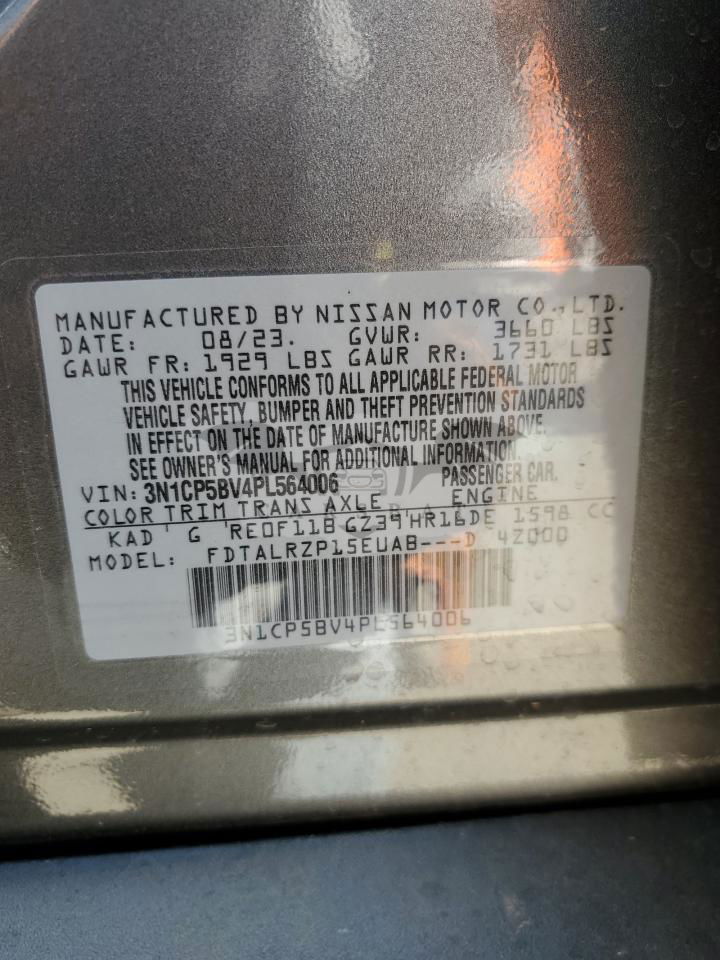 MANUFACTURED BY NISSAN MOTOR CO., LTD.
DATE: 08/23. GVWR: 3660 LBS
GAWR FR: 1929 LBS GAWR RR: 1731 LBS
THIS VEHICLE CONFORMS TO ALL APPLICABLE FEDERAL MOTOR
VEHICLE SAFETY, BUMPER AND THEFT PREVENTION STANDARDS
IN EFFECT ON THE DATE OF MANUFACTURE SHOWN ABOVE.
SEE OWNER'S MANUAL FOR ADDITIONAL INFORMATION.
VIN: 3N1CP5BV4PL564006 PASSENGER CAR.
COLOR TRIM TRANS AXLE ENGINE
KAD ' G 'RE0F11B GZ39'HR16DE 1598 CC
MODEL: FDTALRZP15EUAB---D 4Z000
3N1CP5BV4PL564006